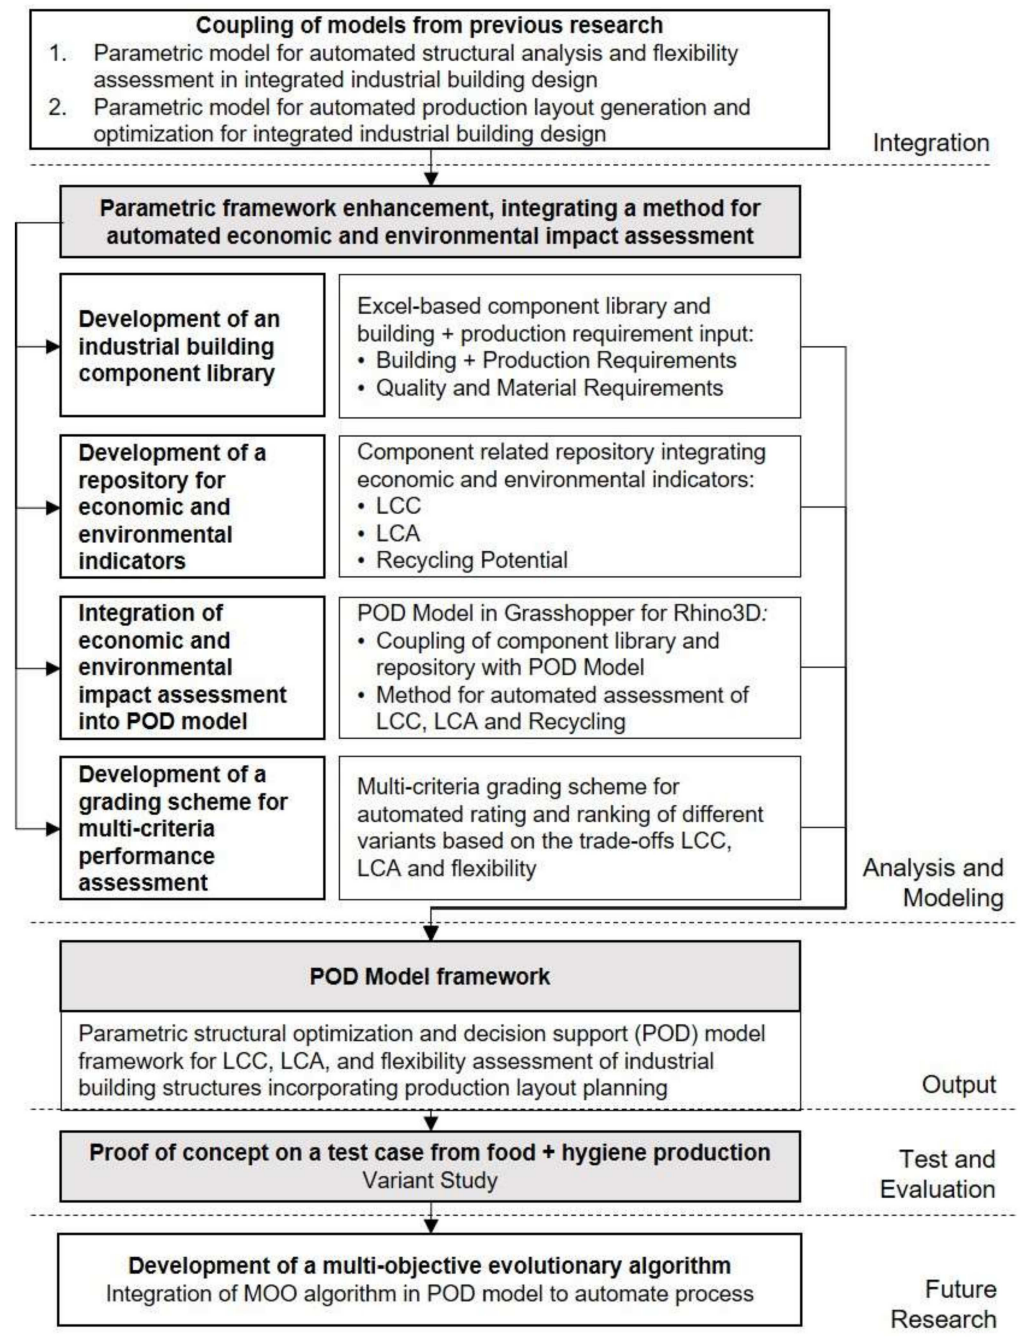 Coupling of models from previous research
1. Parametric model for automated structural analysis and flexibility
assessment in integrated industrial building design
2. Parametric model for automated production layout generation and
optimization for integrated industrial building design
Integration
Parametric framework enhancement, integrating a method for
automated economic and environmental impact assessment
Development of an
industrial building
component library
Excel-based component library and
building + production requirement input:
• Building + Production Requirements
• Quality and Material Requirements
Development of a
repository for
economic and
environmental
indicators
Component related repository integrating
economic and environmental indicators:
• LCC
• LCA
• Recycling Potential
Integration of
economic and
environmental
impact assessment
into POD model
POD Model in Grasshopper for Rhino3D:
• Coupling of component library and
repository with POD Model
• Method for automated assessment of
LCC, LCA and Recycling
Development of a
grading scheme for
multi-criteria
performance
assessment
Multi-criteria grading scheme for
automated rating and ranking of different
variants based on the trade-offs LCC,
LCA and flexibility
Analysis and
Modeling
POD Model framework
Parametric structural optimization and decision support (POD) model
framework for LCC, LCA, and flexibility assessment of industrial
building structures incorporating production layout planning
Output
Proof of concept on a test case from food + hygiene production
Variant Study
Test and
Evaluation
Development of a multi-objective evolutionary algorithm
Integration of MOO algorithm in POD model to automate process
Future
Research